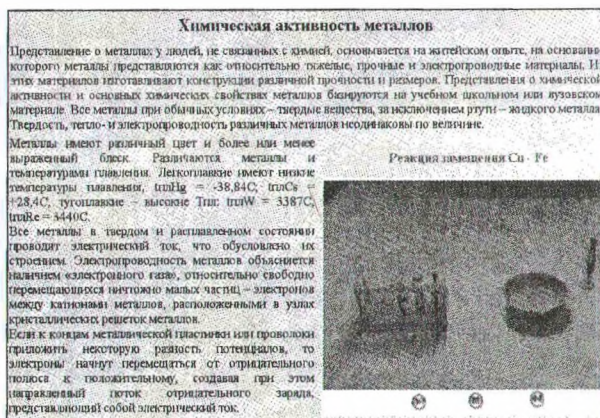 Химическая активность металлов
Представление о металлах у людей, не связанных с химией, основывается на житейском опыте, на основании
которого металлы представляются как относительно тяжелые, прочные и электропроводные материалы. И
этих материалов изготавливают конструкции различной прочности и размеров. Представления о химической
активности и основных химических свойствах металлов базируются на учебном школьном или вузовском
материале. Все металлы при обычных условиях – твердые вещества, за исключением ртути – жидкого металла
Твердость, тепло- и электропроводность различных металлов неодинаковы по величине.
Металлы имеют различный цвет и более или менее
выраженный блеск. Различаются металлы и
температурами плавления. Легкоплавкие имеют низкие
температуры плавления, tплHg = -38,84С; tплCs =
+28,4С, тугоплавкие – высокие Тпл: tплW = 3387С,
tплRe = 3440С.
Все металлы в твердом и расплавленном состоянии
проводят электрический ток, что обусловлено их
строением. Электропроводность металлов объясняется
наличием «электронного газа», относительно свободно
перемещающихся ничтожно малых частиц – электронов
между катионами металлов, расположенными в узлах
кристаллических решеток металлов.
Если к концам металлической пластинки или проволоки
приложить некоторую разность потенциалов, то
электроны начнут перемещаться от отрицательного
полюса к положительному, создавая при этом
направленный поток отрицательного заряда,
представляющий собой электрический ток.
Реакция замещения Cu - Fe